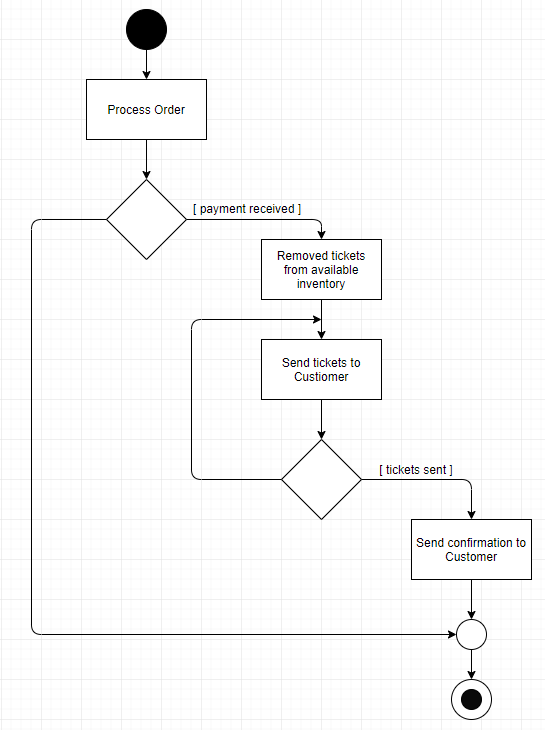 Process Order
[ payment received ]
Removed tickets
from available
inventory
Send tickets to
Custiomer
[ tickets sent ]
Send confirmation to
Customer